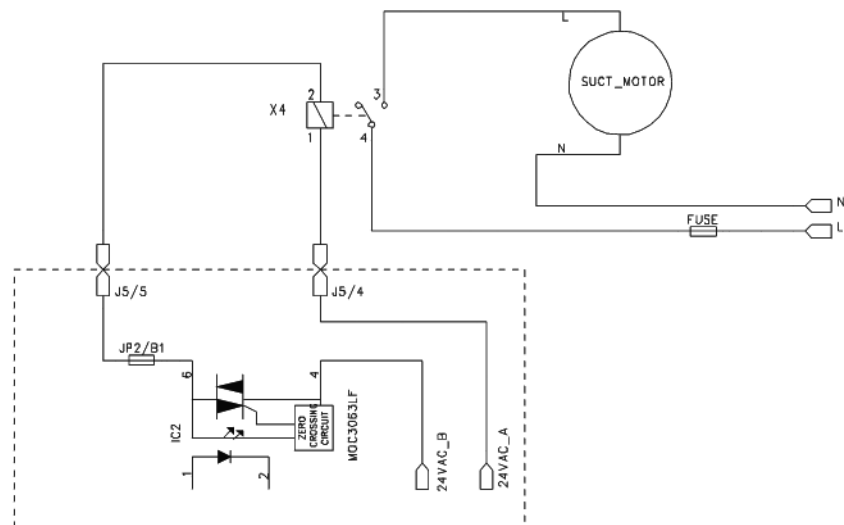 L
SUCT_MOTOR
2
X4
3
1
4
N
N
FUSE
L
J5/5
J5/4
JP2/B1
6
4
IC2
ZERO
CROSSING
CIRCUIT
MOC3063LF
1
2
24VAC_B
24VAC_A